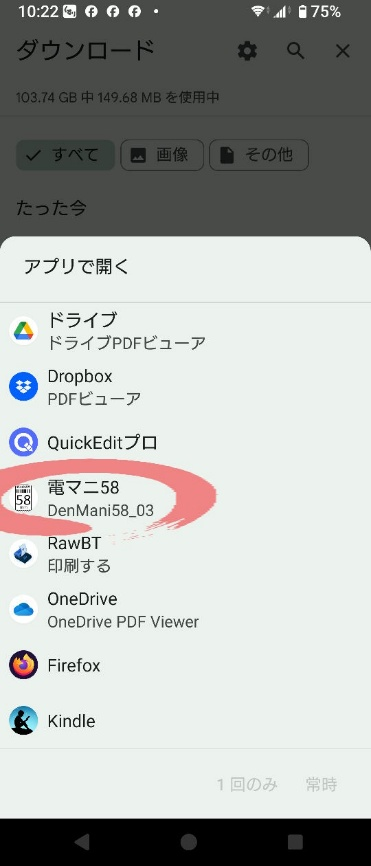 10:22 75%
ダウンロード
103.74 GB 中 149.68 MB を使用中
すべて 画像 その他
たった今
アプリで開く
ドライブ
ドライブPDFビューア
Dropbox
PDFビューア
QuickEditプロ
電マニ58
58
DenMani58_03
RawBT
印刷する
OneDrive
OneDrive PDF Viewer
Firefox
Kindle
1 回のみ 常時